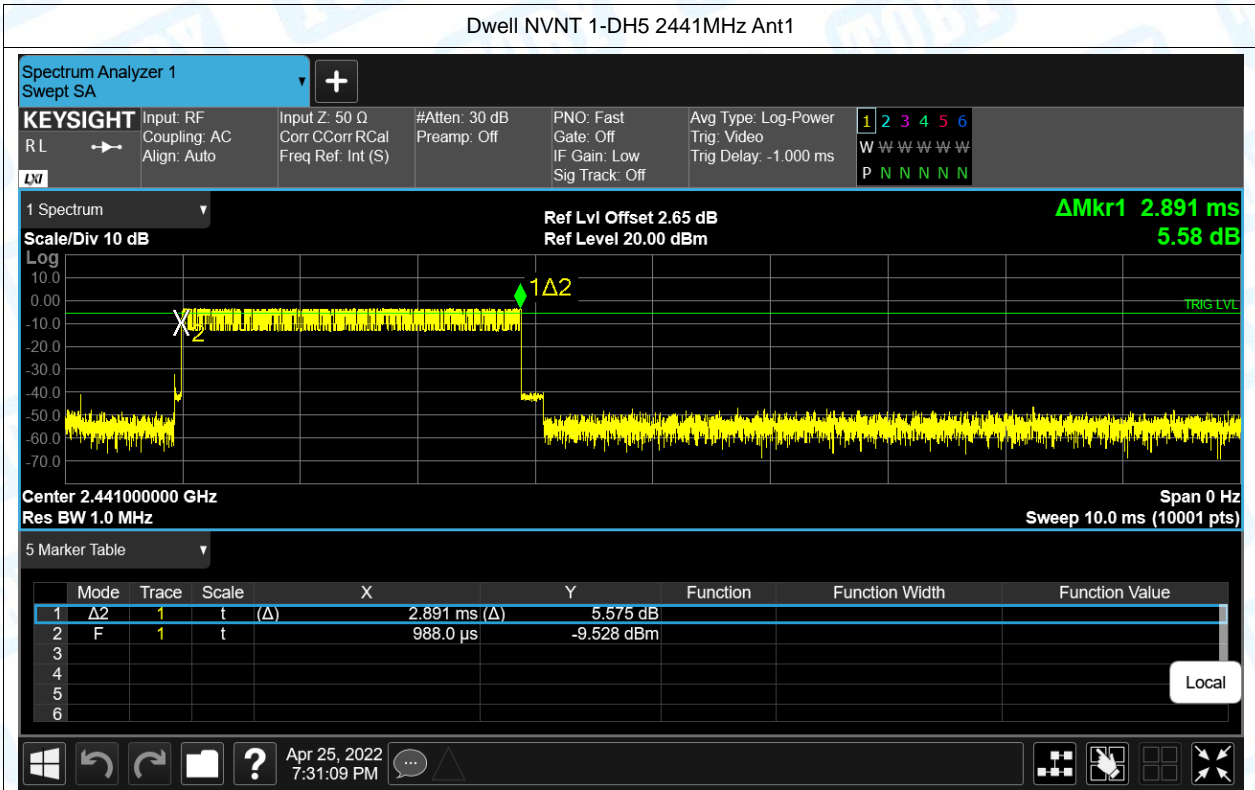 Dwell NVNT 1-DH5 2441MHz Ant1
Spectrum Analyzer 1
Swept SA
KEYSIGHT
RL
LXI
Input: RF
Coupling: AC
Align: Auto
Input Z: 50 Ω
Corr CCorr RCal
Freq Ref: Int (S)
#Atten: 30 dB
Preamp: Off
PNO: Fast
Gate: Off
IF Gain: Low
Sig Track: Off
Avg Type: Log-Power
Trig: Video
Trig Delay: -1.000 ms
1 2 3 4 5 6
W W W W W W
P N N N N N
1 Spectrum
Scale/Div 10 dB
Ref Lvl Offset 2.65 dB
Ref Level 20.00 dBm
ΔMkr1 2.891 ms
5.58 dB
Log
10.0
0.00
-10.0
-20.0
-30.0
-40.0
-50.0
-60.0
-70.0
1Δ2
2
TRIG LVL
Center 2.441000000 GHz
Span 0 Hz
Res BW 1.0 MHz
Sweep 10.0 ms (10001 pts)
5 Marker Table
Mode Trace Scale X Y Function Function Width Function Value
1 Δ2 1 t (Δ) 2.891 ms (Δ) 5.575 dB
2 F 1 t 988.0 µs -9.528 dBm
3
4
5
6
Local
?
Apr 25, 2022
7:31:09 PM